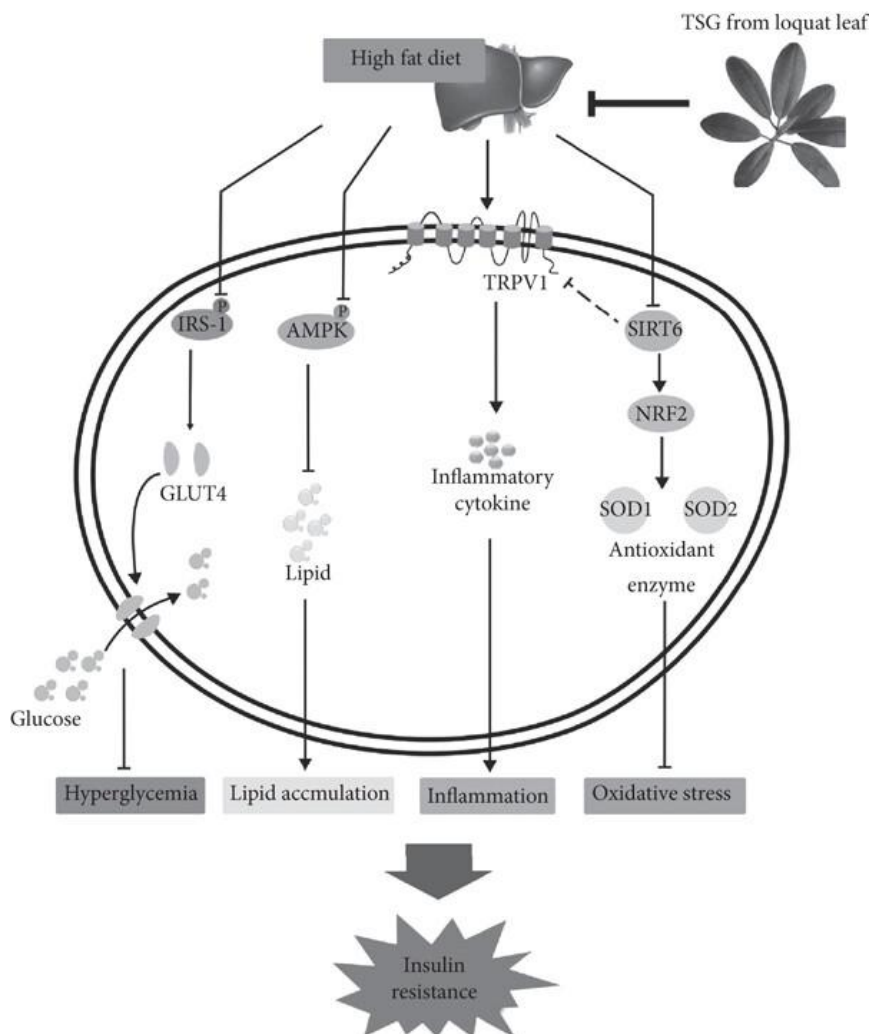 TSG from loquat leaf
High fat diet
TRPV1
P
IRS-1
P
AMPK
SIRT6
NRF2
GLUT4
Inflammatory
cytokine
SOD1
SOD2
Antioxidant
enzyme
Lipid
Glucose
Hyperglycemia
Lipid accmulation
Inflammation
Oxidative stress
Insulin
resistance